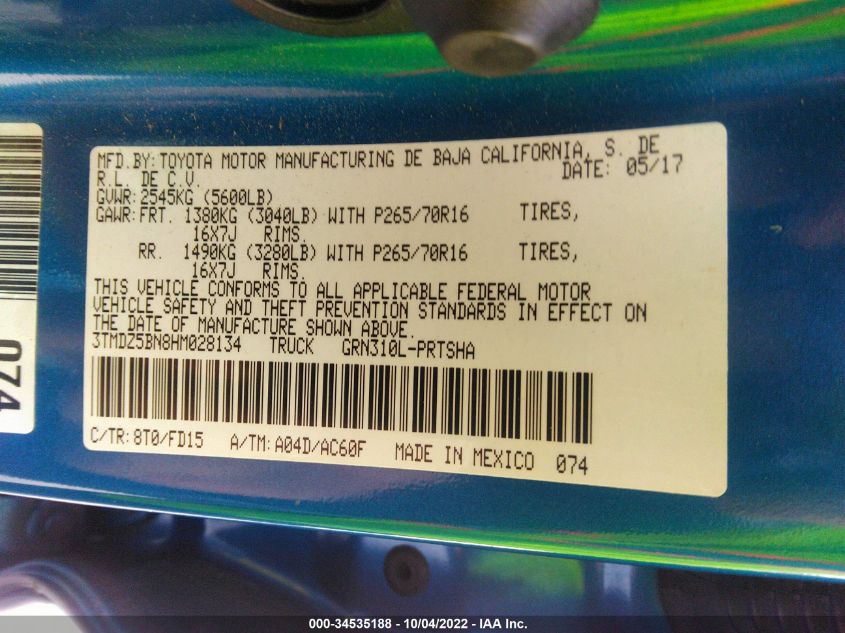 MFD.BY: TOYOTA MOTOR MANUFACTURING DE BAJA CALIFORNIA, S. DE
R.L. DE C.V. DATE: 05/17
GVWR: 2545KG (5600LB)
GAWR: FRT. 1380KG (3040LB) WITH P265/70R16 TIRES,
16X7J RIMS.
RR. 1490KG (3280LB) WITH P265/70R16 TIRES,
16X7J RIMS.
THIS VEHICLE CONFORMS TO ALL APPLICABLE FEDERAL MOTOR
VEHICLE SAFETY AND THEFT PREVENTION STANDARDS IN EFFECT ON
THE DATE OF MANUFACTURE SHOWN ABOVE.
3TMDZ5BN8HM028134 TRUCK GRN310L-PRTSHA
C/TR: 8T0/FD15 A/TM: A04D/AC60F MADE IN MEXICO 074
074
000-34535188 - 10/04/2022 - IAA Inc.